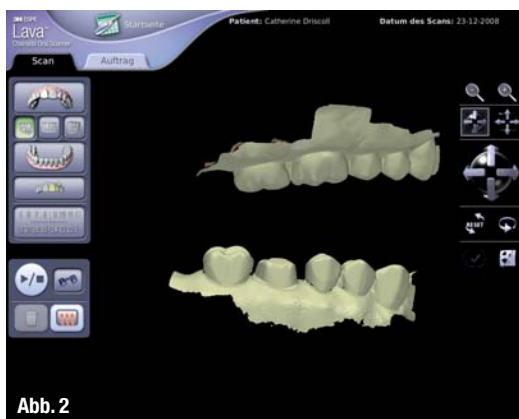 3M ESPE
Lava™
Chairside Oral Scanner
Startseite
Patient: Catherine Driscoll
Datum des Scans: 23-12-2008
Scan
Auftrag
RESET
Abb. 2